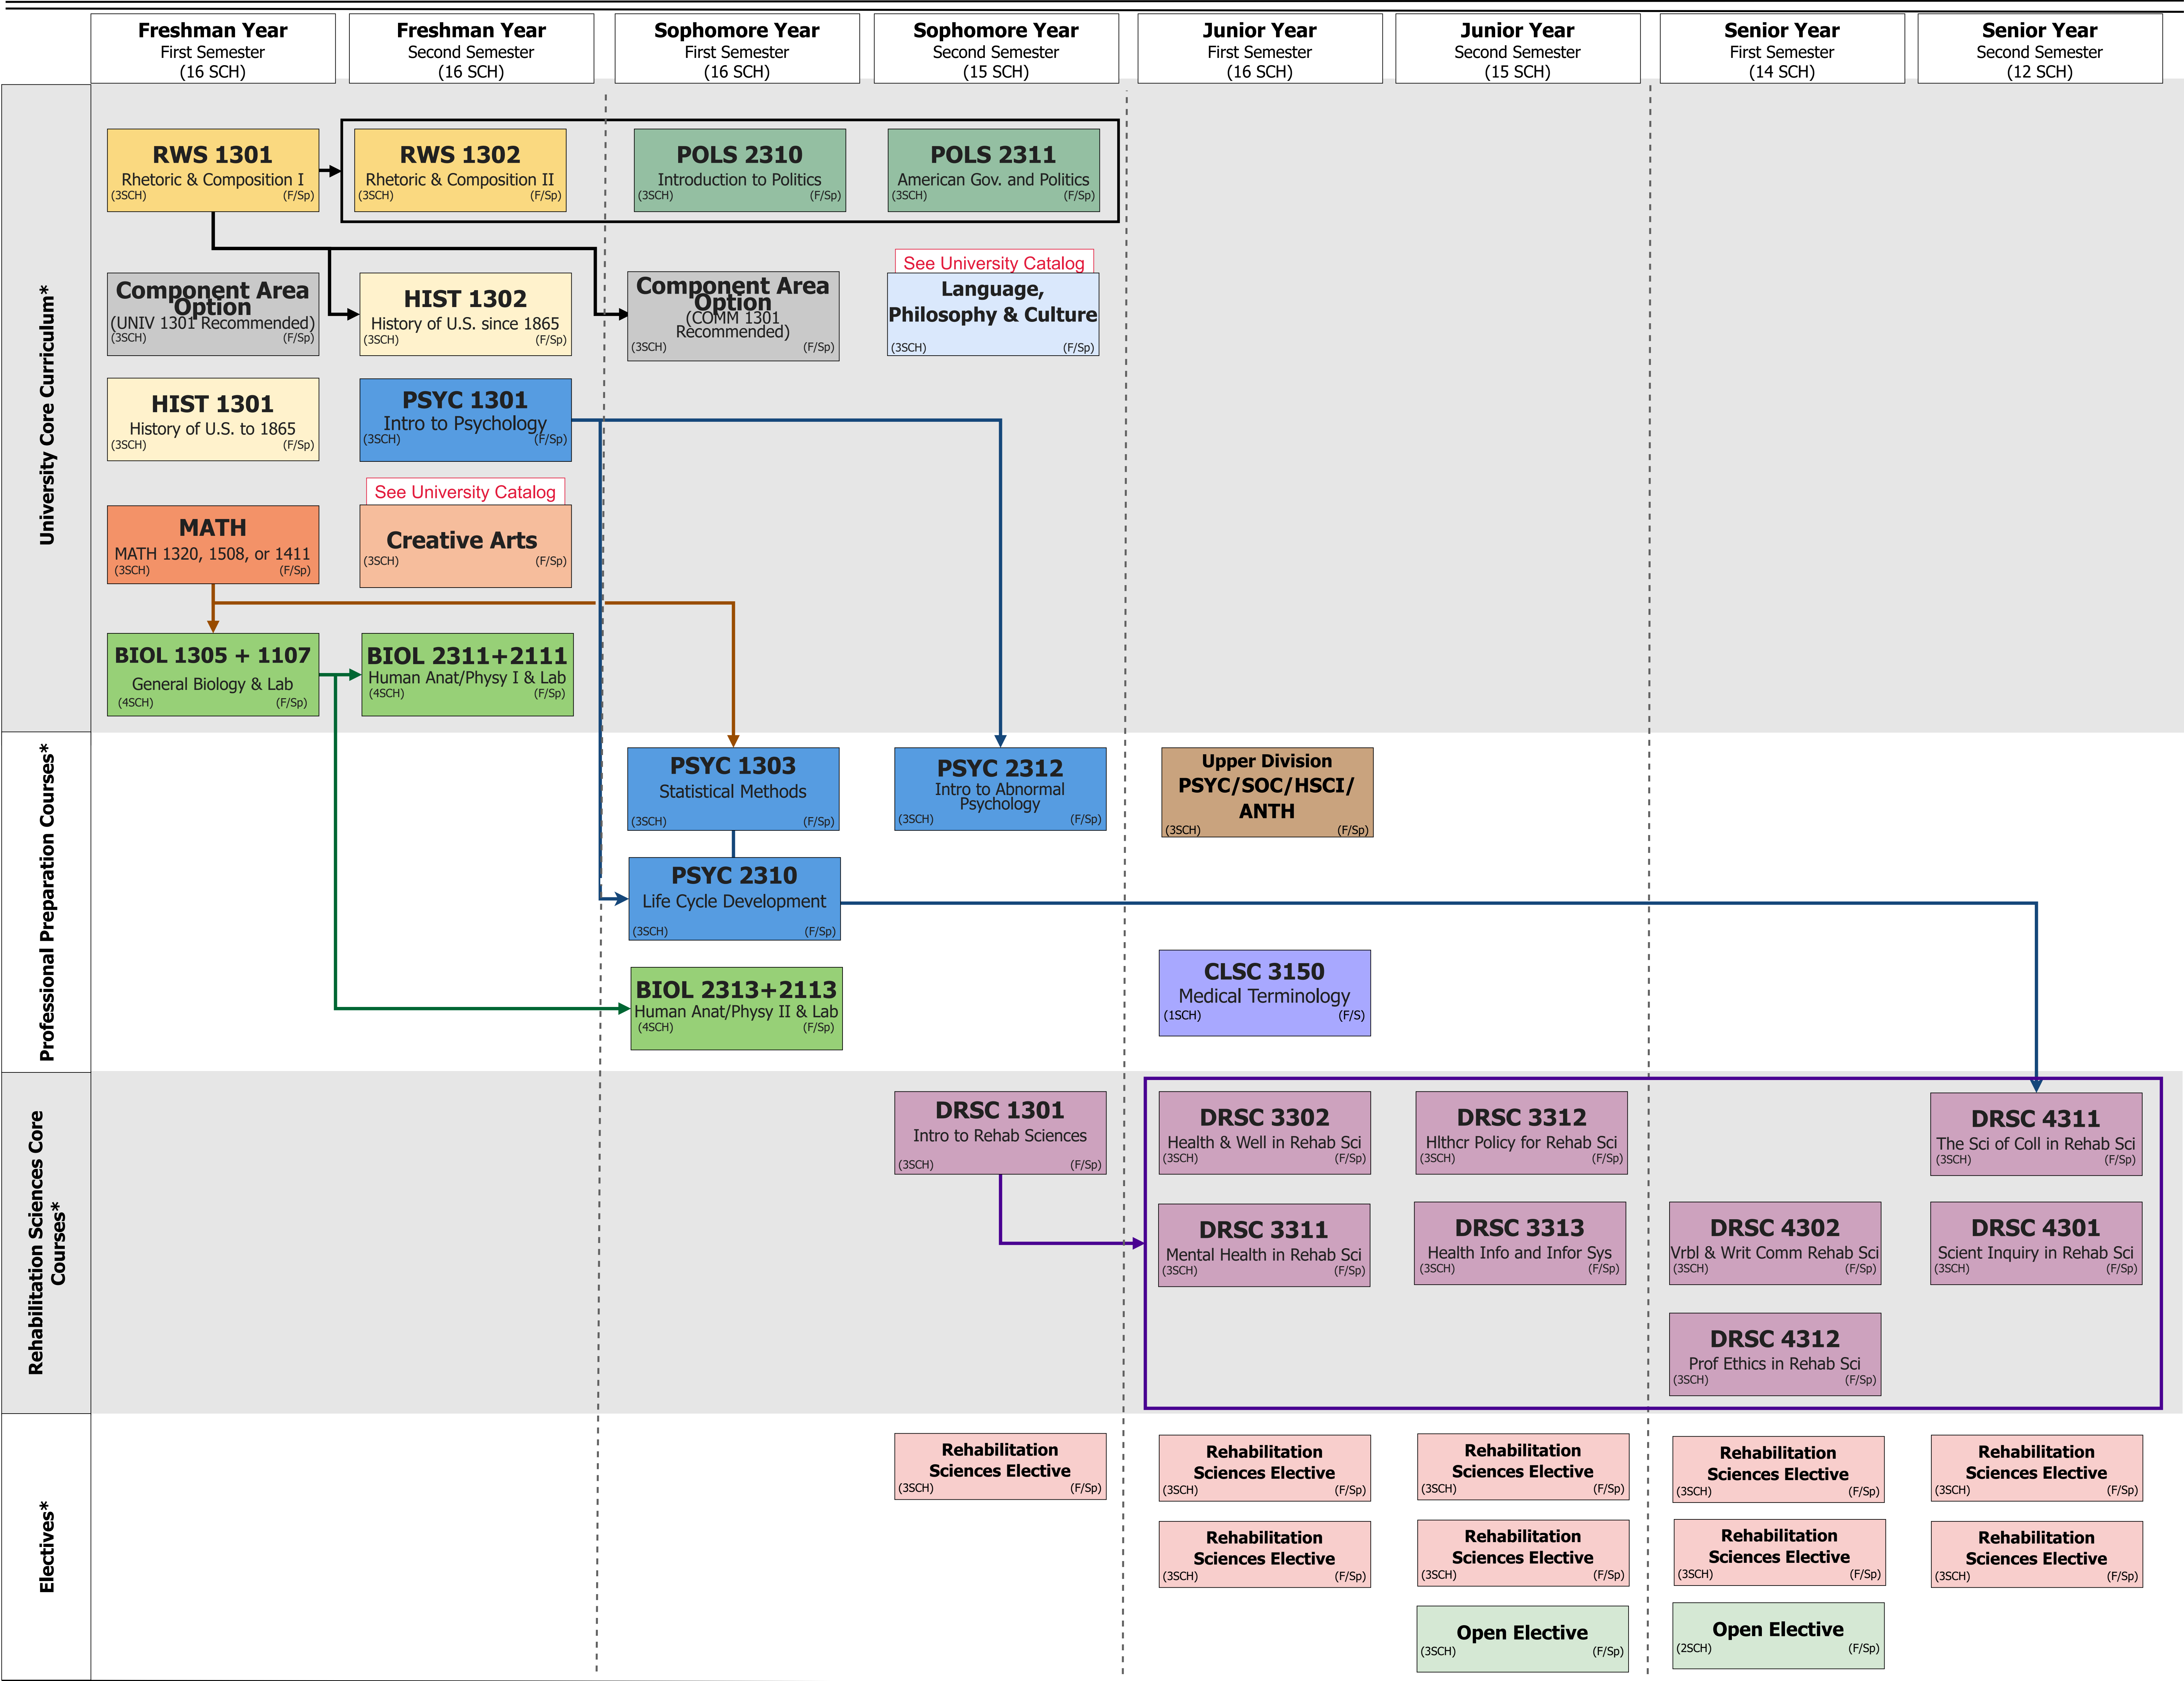 Freshman Year
First Semester
(16 SCH)
Freshman Year
Second Semester
(16 SCH)
Sophomore Year
First Semester
(16 SCH)
Sophomore Year
Second Semester
(15 SCH)
Junior Year
First Semester
(16 SCH)
Junior Year
Second Semester
(15 SCH)
Senior Year
First Semester
(14 SCH)
Senior Year
Second Semester
(12 SCH)
University Core Curriculum*
RWS 1301
Rhetoric & Composition I
(3SCH) (F/Sp)
RWS 1302
Rhetoric & Composition II
(3SCH) (F/Sp)
POLS 2310
Introduction to Politics
(3SCH) (F/Sp)
POLS 2311
American Gov. and Politics
(3SCH) (F/Sp)
Component Area
Option
(UNIV 1301 Recommended)
(3SCH) (F/Sp)
HIST 1302
History of U.S. since 1865
(3SCH) (F/Sp)
Component Area
Option
(COMM 1301
Recommended)
(3SCH) (F/Sp)
See University Catalog
Language,
Philosophy & Culture
(3SCH) (F/Sp)
HIST 1301
History of U.S. to 1865
(3SCH) (F/Sp)
PSYC 1301
Intro to Psychology
(3SCH) (F/Sp)
MATH
MATH 1320, 1508, or 1411
(3SCH) (F/Sp)
See University Catalog
Creative Arts
(3SCH) (F/Sp)
BIOL 1305 + 1107
General Biology & Lab
(4SCH) (F/Sp)
BIOL 2311+2111
Human Anat/Physy I & Lab
(4SCH) (F/Sp)
Professional Preparation Courses*
PSYC 1303
Statistical Methods
(3SCH) (F/Sp)
PSYC 2312
Intro to Abnormal
Psychology
(3SCH) (F/Sp)
Upper Division
PSYC/SOC/HSCI/
ANTH
(3SCH) (F/Sp)
PSYC 2310
Life Cycle Development
(3SCH) (F/Sp)
BIOL 2313+2113
Human Anat/Physy II & Lab
(4SCH) (F/Sp)
CLSC 3150
Medical Terminology
(1SCH) (F/S)
Rehabilitation Sciences Core
Courses*
DRSC 1301
Intro to Rehab Sciences
(3SCH) (F/Sp)
DRSC 3302
Health & Well in Rehab Sci
(3SCH) (F/Sp)
DRSC 3312
Hlthcr Policy for Rehab Sci
(3SCH) (F/Sp)
DRSC 4311
The Sci of Coll in Rehab Sci
(3SCH) (F/Sp)
DRSC 3311
Mental Health in Rehab Sci
(3SCH) (F/Sp)
DRSC 3313
Health Info and Infor Sys
(3SCH) (F/Sp)
DRSC 4302
Vrbl & Writ Comm Rehab Sci
(3SCH) (F/Sp)
DRSC 4301
Scient Inquiry in Rehab Sci
(3SCH) (F/Sp)
DRSC 4312
Prof Ethics in Rehab Sci
(3SCH) (F/Sp)
Electives*
Rehabilitation
Sciences Elective
(3SCH) (F/Sp)
Rehabilitation
Sciences Elective
(3SCH) (F/Sp)
Rehabilitation
Sciences Elective
(3SCH) (F/Sp)
Rehabilitation
Sciences Elective
(3SCH) (F/Sp)
Rehabilitation
Sciences Elective
(3SCH) (F/Sp)
Rehabilitation
Sciences Elective
(3SCH) (F/Sp)
Rehabilitation
Sciences Elective
(3SCH) (F/Sp)
Rehabilitation
Sciences Elective
(3SCH) (F/Sp)
Rehabilitation
Sciences Elective
(3SCH) (F/Sp)
Open Elective
(3SCH) (F/Sp)
Open Elective
(2SCH) (F/Sp)